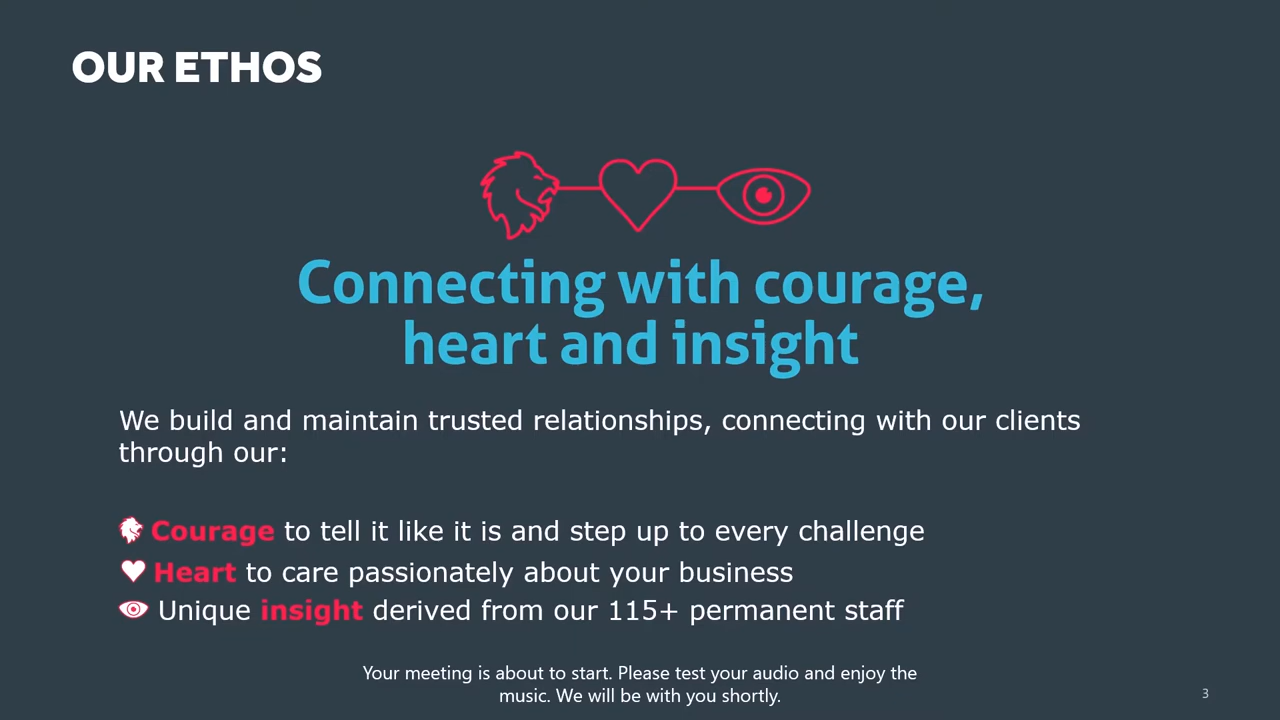 OUR ETHOS
Connecting with courage,
heart and insight
We build and maintain trusted relationships, connecting with our clients
through our:
Courage to tell it like it is and step up to every challenge
Heart to care passionately about your business
Unique insight derived from our 115+ permanent staff
Your meeting is about to start. Please test your audio and enjoy the
music. We will be with you shortly.
3